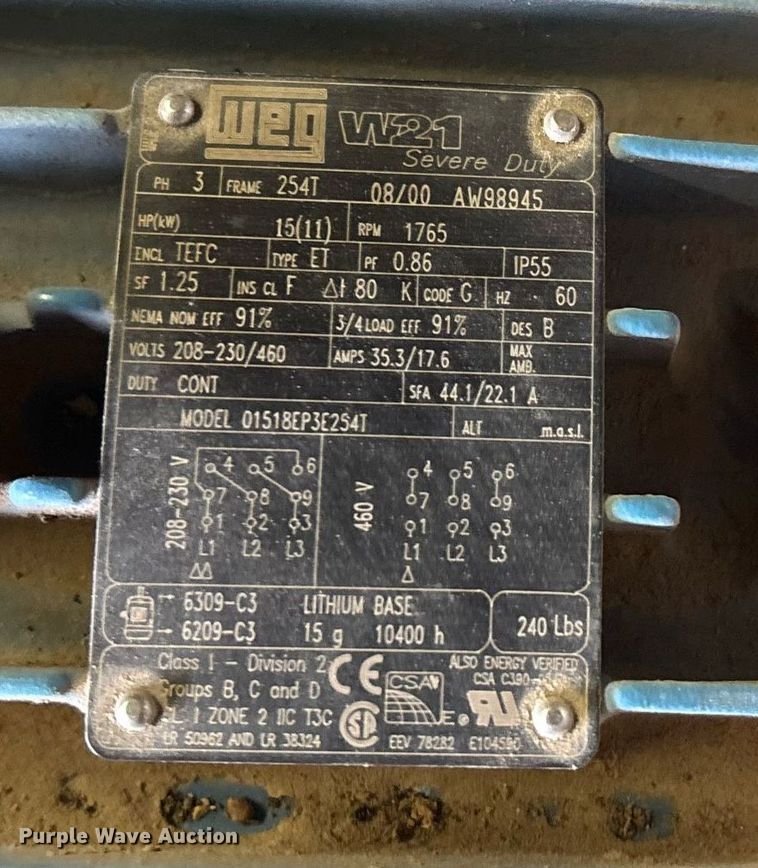 weg W21
Severe Duty
PH 3 FRAME 254T 08/00 AW98945
HP(kW) 15(11) RPM 1765
ENCL TEFC TYPE ET PF 0.86 IP55
SF 1.25 INS CL F Δt 80 K CODE G HZ 60
NEMA NOM EFF 91% 3/4 LOAD EFF 91% DES B
VOLTS 208-230/460 AMPS 35.3/17.6 MAX AMB.
DUTY CONT SFA 44.1/22.1 A
MODEL 01518EP3E254T ALT m.a.s.l.
208-230 V
4 5 6
7 8 9
1 2 3
L1 L2 L3
ΔΔ
460 V
4 5 6
7 8 9
1 2 3
L1 L2 L3
Δ
6309-C3 LITHIUM BASE
6209-C3 15 g 10400 h
240 Lbs
Class I - Division 2
Groups B, C and D
I ZONE 2 IIC T3C
LR 50962 AND LR 38324
CE
ALSO ENERGY VERIFIED
CSA C390
CSA
EEV 78282
Purple Wave Auction